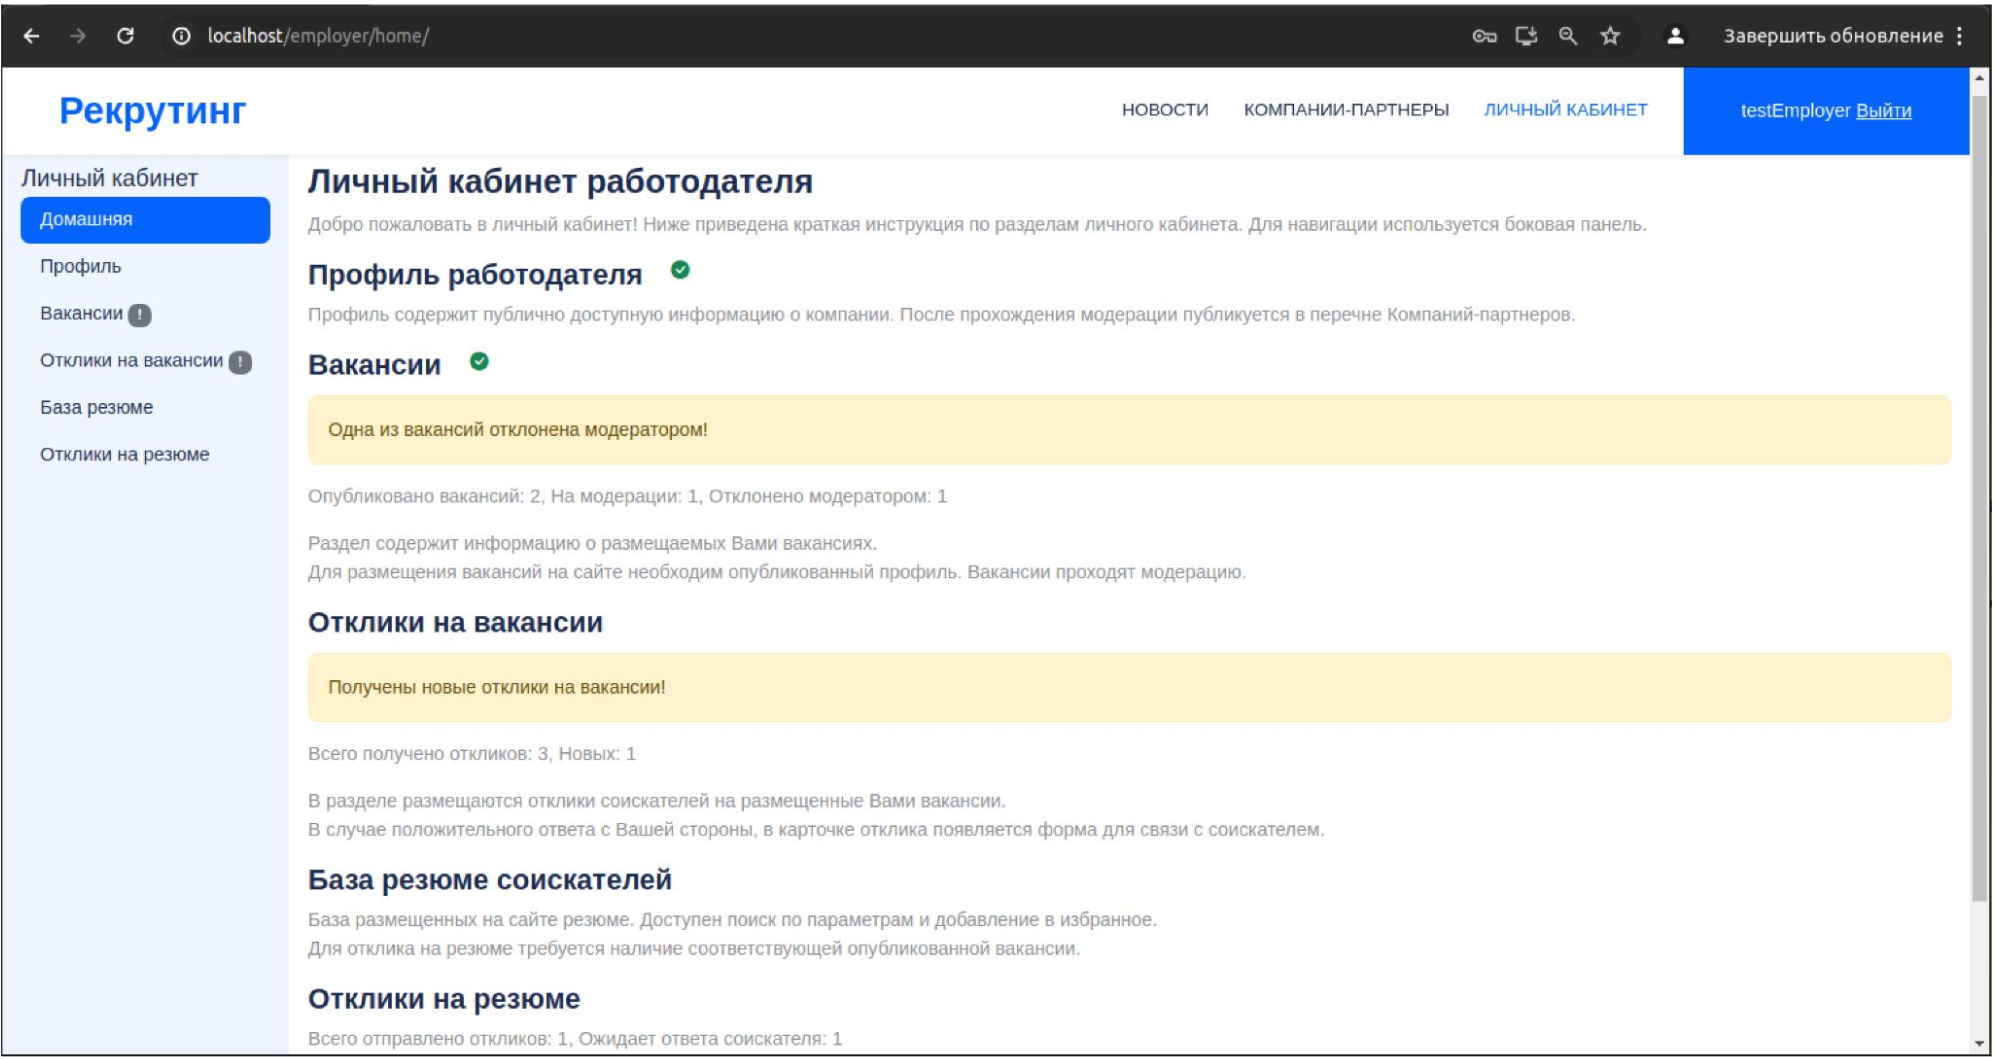 localhost/employer/home/
Завершить обновление
Рекрутинг
НОВОСТИ КОМПАНИИ-ПАРТНЕРЫ ЛИЧНЫЙ КАБИНЕТ testEmployer Выйти
Личный кабинет
Домашняя
Профиль
Вакансии !
Отклики на вакансии !
База резюме
Отклики на резюме
Личный кабинет работодателя
Добро пожаловать в личный кабинет! Ниже приведена краткая инструкция по разделам личного кабинета. Для навигации используется боковая панель.
Профиль работодателя
Профиль содержит публично доступную информацию о компании. После прохождения модерации публикуется в перечне Компаний-партнеров.
Вакансии
Одна из вакансий отклонена модератором!
Опубликовано вакансий: 2, На модерации: 1, Отклонено модератором: 1
Раздел содержит информацию о размещаемых Вами вакансиях.
Для размещения вакансий на сайте необходим опубликованный профиль. Вакансии проходят модерацию.
Отклики на вакансии
Получены новые отклики на вакансии!
Всего получено откликов: 3, Новых: 1
В разделе размещаются отклики соискателей на размещенные Вами вакансии.
В случае положительного ответа с Вашей стороны, в карточке отклика появляется форма для связи с соискателем.
База резюме соискателей
База размещенных на сайте резюме. Доступен поиск по параметрам и добавление в избранное.
Для отклика на резюме требуется наличие соответствующей опубликованной вакансии.
Отклики на резюме
Всего отправлено откликов: 1, Ожидает ответа соискателя: 1